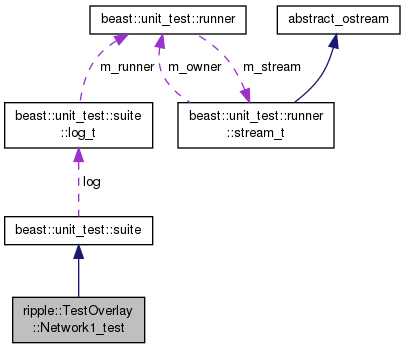 beast::unit_test::runner
abstract_ostream
m_runner
m_owner
m_stream
beast::unit_test::suite
::log_t
beast::unit_test::runner
::stream_t
log
beast::unit_test::suite
ripple::TestOverlay
::Network1_test